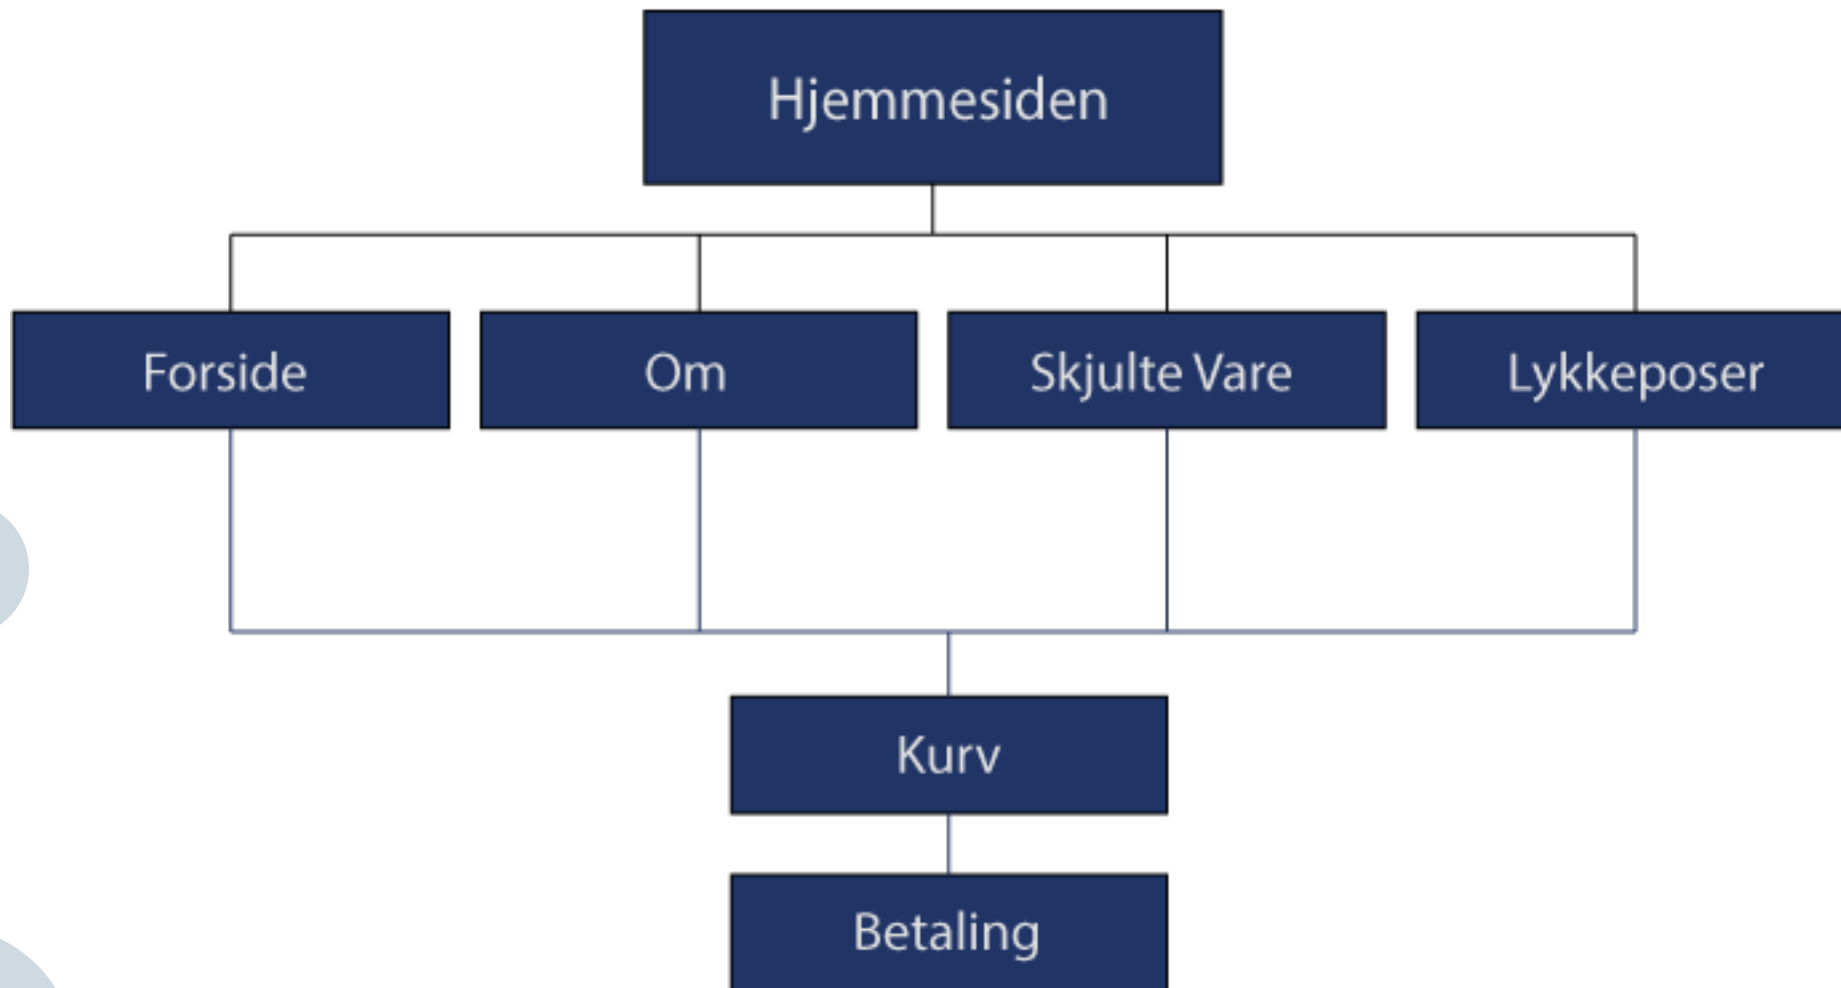 Hjemmesiden
Forside
Om
Skjulte Vare
Lykkeposer
Kurv
Betaling